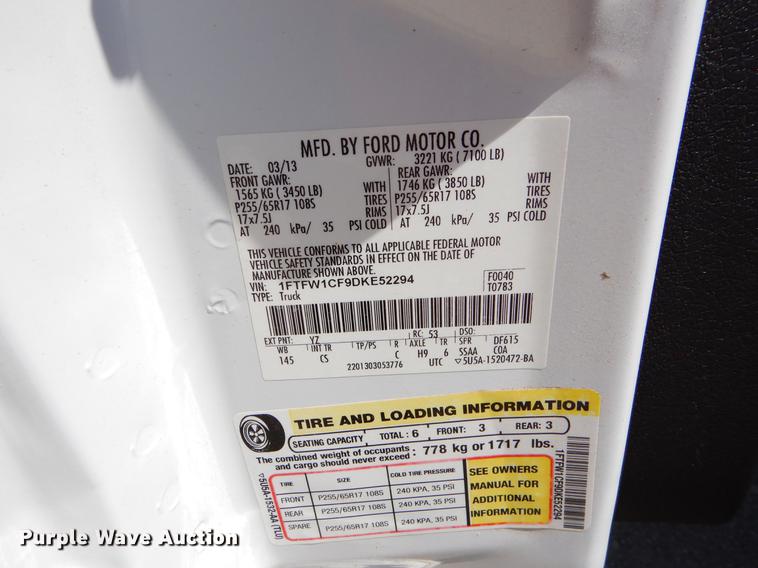 MFD. BY FORD MOTOR CO.
DATE: 03/13 GVWR: 3221 KG ( 7100 LB)
FRONT GAWR: REAR GAWR:
1565 KG ( 3450 LB) WITH 1746 KG ( 3850 LB) WITH
P255/65R17 108S TIRES P255/65R17 108S TIRES
17x7.5J RIMS 17x7.5J RIMS
AT 240 kPa/ 35 PSI COLD AT 240 kPa/ 35 PSI COLD
THIS VEHICLE CONFORMS TO ALL APPLICABLE FEDERAL MOTOR
VEHICLE SAFETY STANDARDS IN EFFECT ON THE DATE OF
MANUFACTURE SHOWN ABOVE.
VIN: 1FTFW1CF9DKE52294 F0040
TYPE: Truck T0783
EXT PNT: YZ RC: 53 DSO:
WB INT TR TP/PS R AXLE TR SPR DF615
145 CS C H9 6 SSAA COA
2201303053776 UTC ▽5U5A-1520472-BA
TIRE AND LOADING INFORMATION
SEATING CAPACITY TOTAL: 6 FRONT: 3 REAR: 3
The combined weight of occupants and cargo should never exceed : 778 kg or 1717 lbs.
TIRE SIZE COLD TIRE PRESSURE
FRONT P255/65R17 108S 240 KPA, 35 PSI
REAR P255/65R17 108S 240 KPA, 35 PSI
SPARE P255/65R17 108S 240 KPA, 35 PSI
SEE OWNERS
MANUAL FOR
ADDITIONAL
INFORMATION
▽5U5A-1532-AA (TLU)
1FTFW1CF9DKE52294
Purple Wave Auction